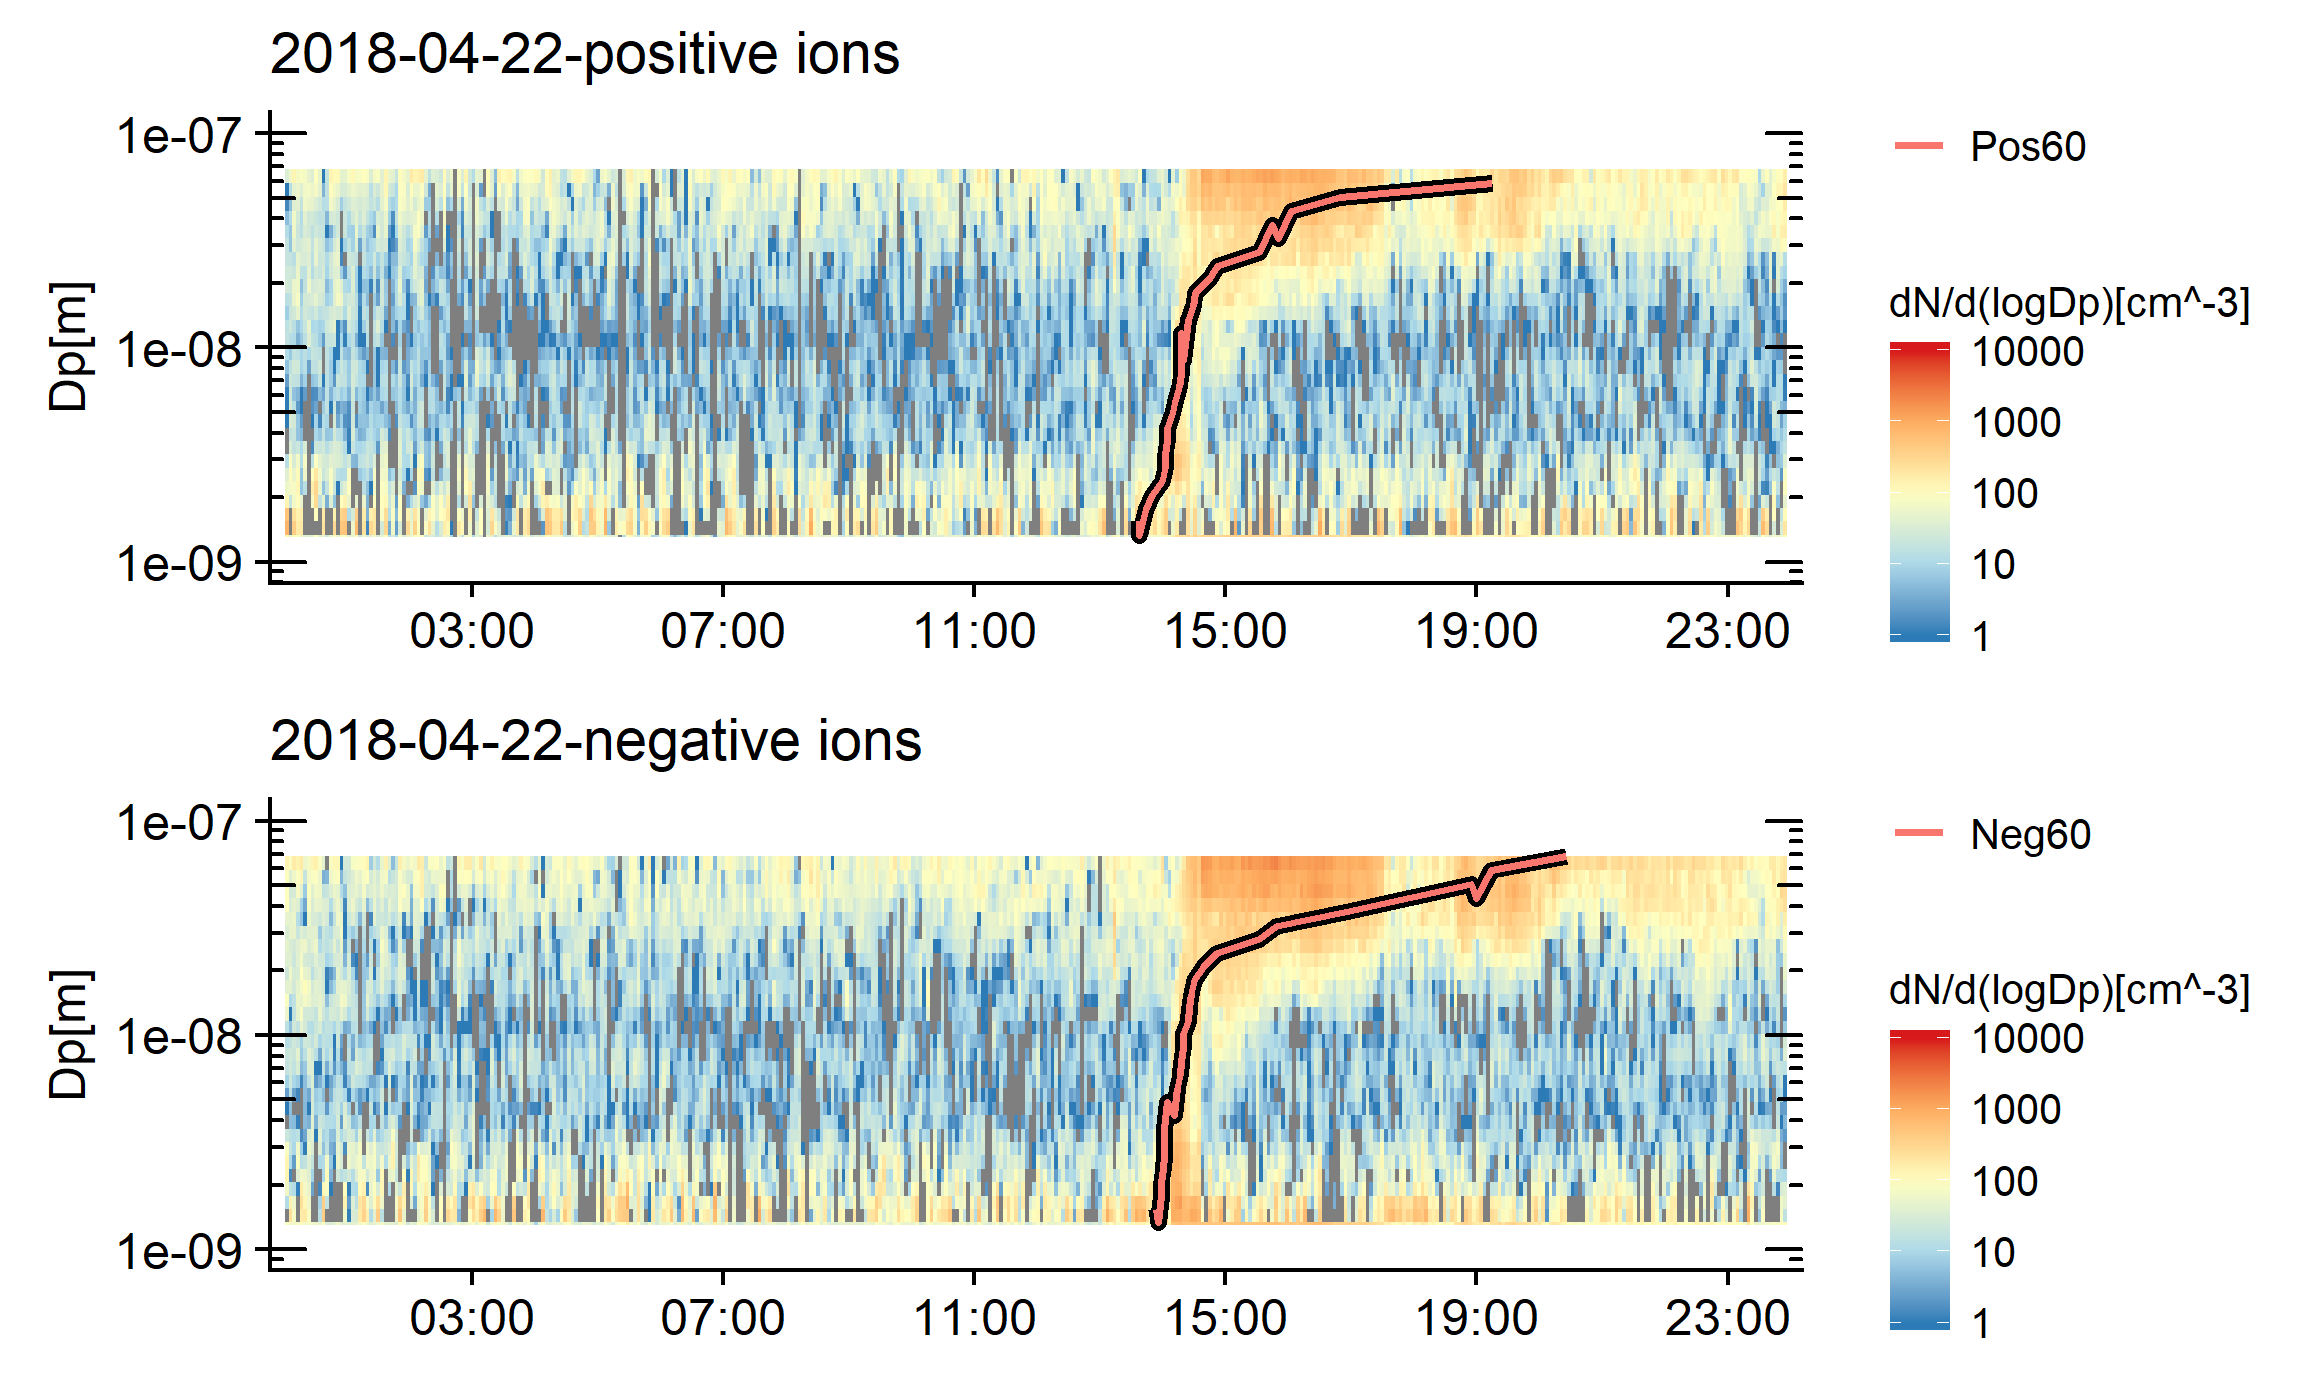 2018-04-22-positive ions
1e-07
1e-08
1e-09
Dp[m]
03:00 07:00 11:00 15:00 19:00 23:00
Pos60
dN/d(logDp)[cm^-3]
10000
1000
100
10
1
2018-04-22-negative ions
1e-07
1e-08
1e-09
Dp[m]
03:00 07:00 11:00 15:00 19:00 23:00
Neg60
dN/d(logDp)[cm^-3]
10000
1000
100
10
1